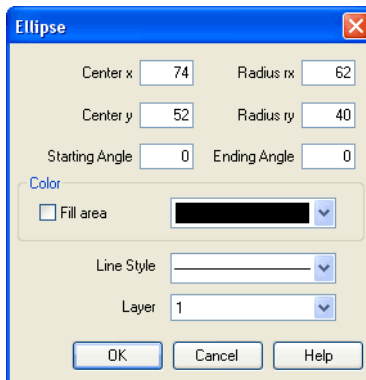 Ellipse
Center x 74 Radius rx 62
Center y 52 Radius ry 40
Starting Angle 0 Ending Angle 0
Color
Fill area
Line Style
Layer 1
OK Cancel Help